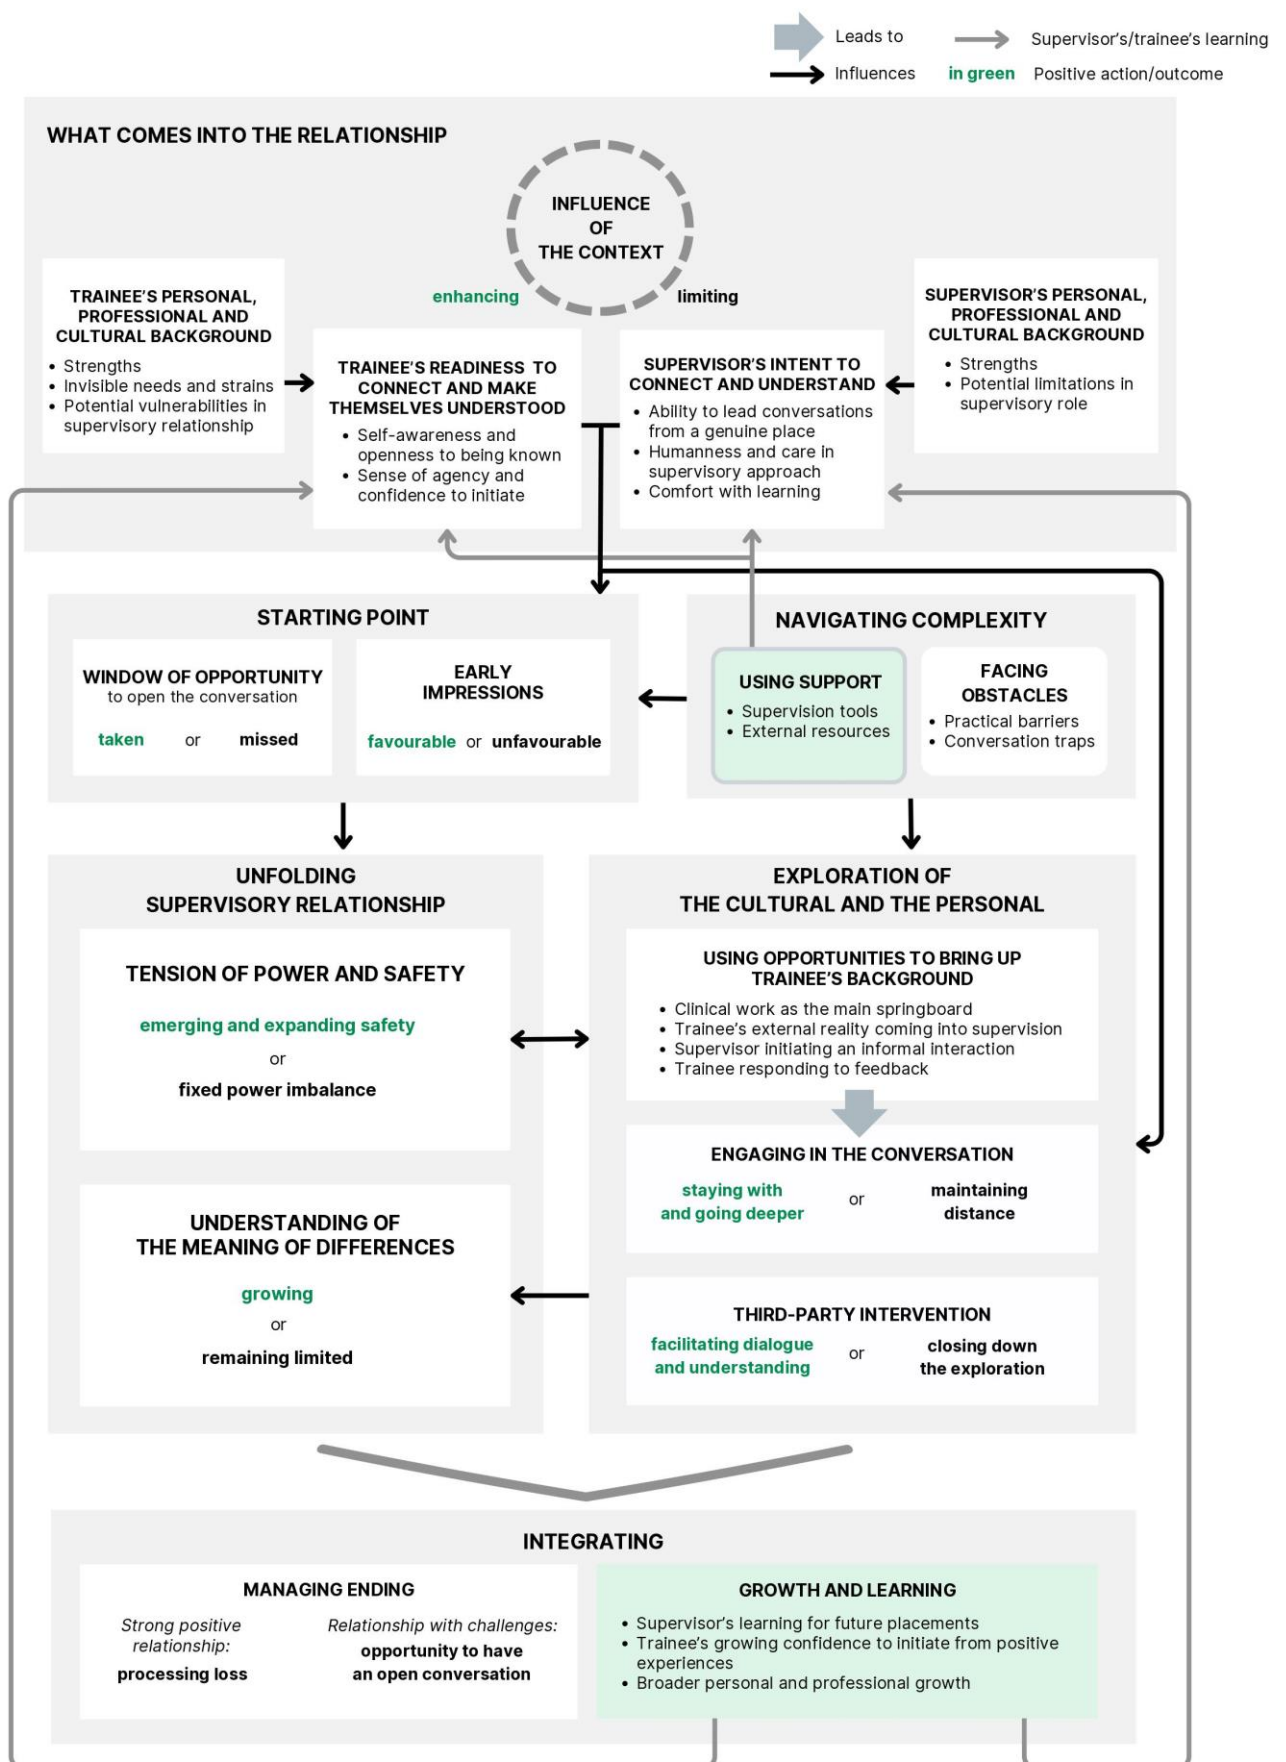 Leads to
Supervisor's/trainee's learning
Influences
in green Positive action/outcome
WHAT COMES INTO THE RELATIONSHIP
INFLUENCE
OF
THE CONTEXT
enhancing
limiting
TRAINEE'S PERSONAL,
PROFESSIONAL AND
CULTURAL BACKGROUND
• Strengths
• Invisible needs and strains
• Potential vulnerabilities in
supervisory relationship
TRAINEE'S READINESS TO
CONNECT AND MAKE
THEMSELVES UNDERSTOOD
• Self-awareness and
openness to being known
• Sense of agency and
confidence to initiate
SUPERVISOR'S INTENT TO
CONNECT AND UNDERSTAND
• Ability to lead conversations
from a genuine place
• Humanness and care in
supervisory approach
• Comfort with learning
SUPERVISOR'S PERSONAL,
PROFESSIONAL AND
CULTURAL BACKGROUND
• Strengths
• Potential limitations in
supervisory role
STARTING POINT
WINDOW OF OPPORTUNITY
to open the conversation
taken or missed
EARLY
IMPRESSIONS
favourable or unfavourable
NAVIGATING COMPLEXITY
USING SUPPORT
• Supervision tools
• External resources
FACING
OBSTACLES
• Practical barriers
• Conversation traps
UNFOLDING
SUPERVISORY RELATIONSHIP
TENSION OF POWER AND SAFETY
emerging and expanding safety
or
fixed power imbalance
UNDERSTANDING OF
THE MEANING OF DIFFERENCES
growing
or
remaining limited
EXPLORATION OF
THE CULTURAL AND THE PERSONAL
USING OPPORTUNITIES TO BRING UP
TRAINEE'S BACKGROUND
• Clinical work as the main springboard
• Trainee's external reality coming into supervision
• Supervisor initiating an informal interaction
• Trainee responding to feedback
ENGAGING IN THE CONVERSATION
staying with
and going deeper
or
maintaining
distance
THIRD-PARTY INTERVENTION
facilitating dialogue
and understanding
or
closing down
the exploration
INTEGRATING
MANAGING ENDING
Strong positive
relationship:
processing loss
Relationship with challenges:
opportunity to have
an open conversation
GROWTH AND LEARNING
• Supervisor's learning for future placements
• Trainee's growing confidence to initiate from positive
experiences
• Broader personal and professional growth